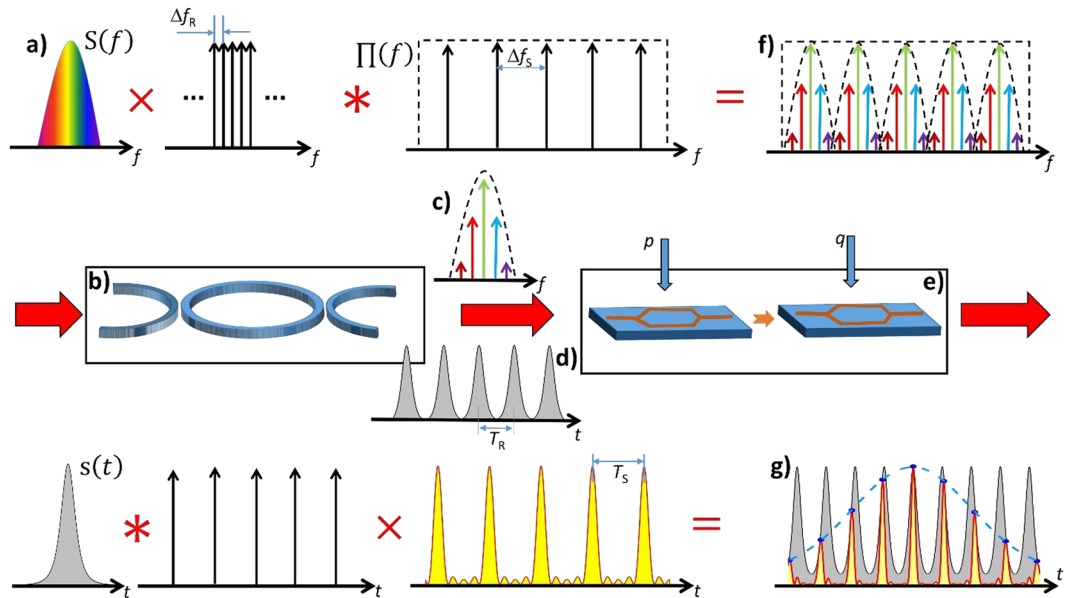 a)
S(f)
Δf_R
×
...
...
f
f
*
∏(f)
Δf_S
f
=
f)
f
b)
c)
f
p
q
e)
d)
T_R
t
s(t)
t
*
t
×
T_S
t
=
g)
t